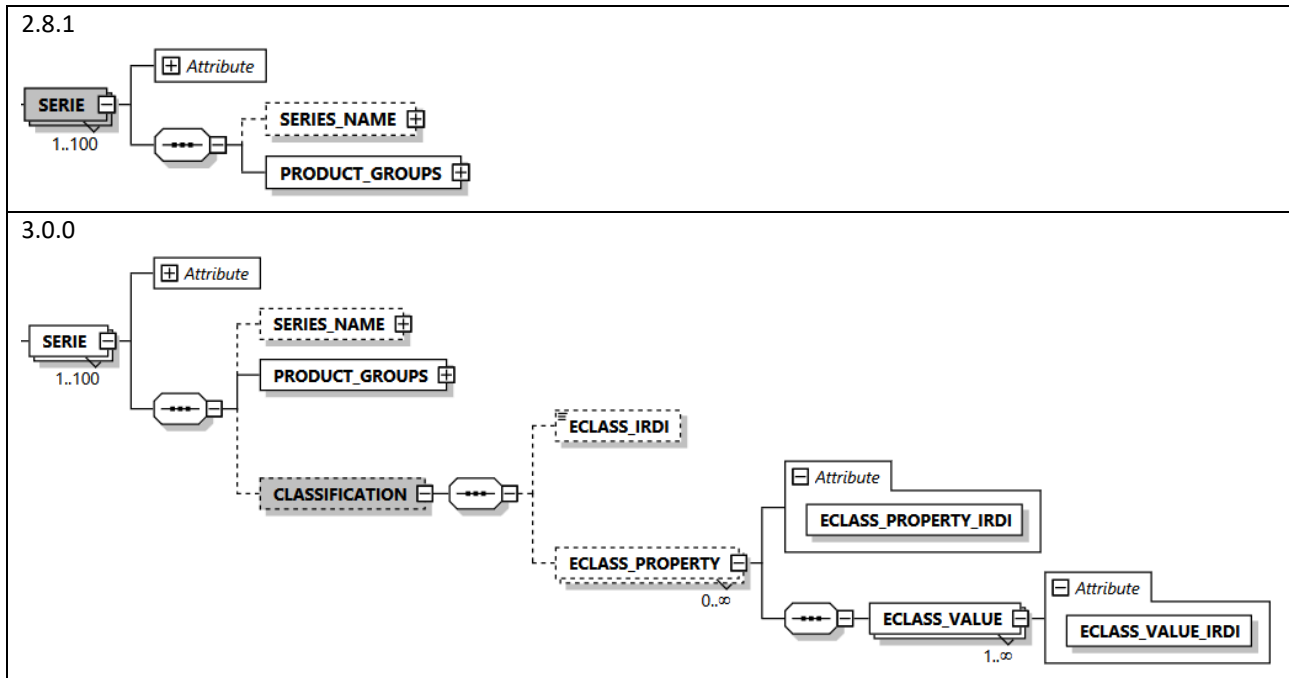 2.8.1
Attribute
SERIE
1..100
SERIES_NAME
PRODUCT_GROUPS
3.0.0
Attribute
SERIE
1..100
SERIES_NAME
PRODUCT_GROUPS
CLASSIFICATION
ECLASS_IRDI
ECLASS_PROPERTY
0..∞
Attribute
ECLASS_PROPERTY_IRDI
ECLASS_VALUE
1..∞
Attribute
ECLASS_VALUE_IRDI